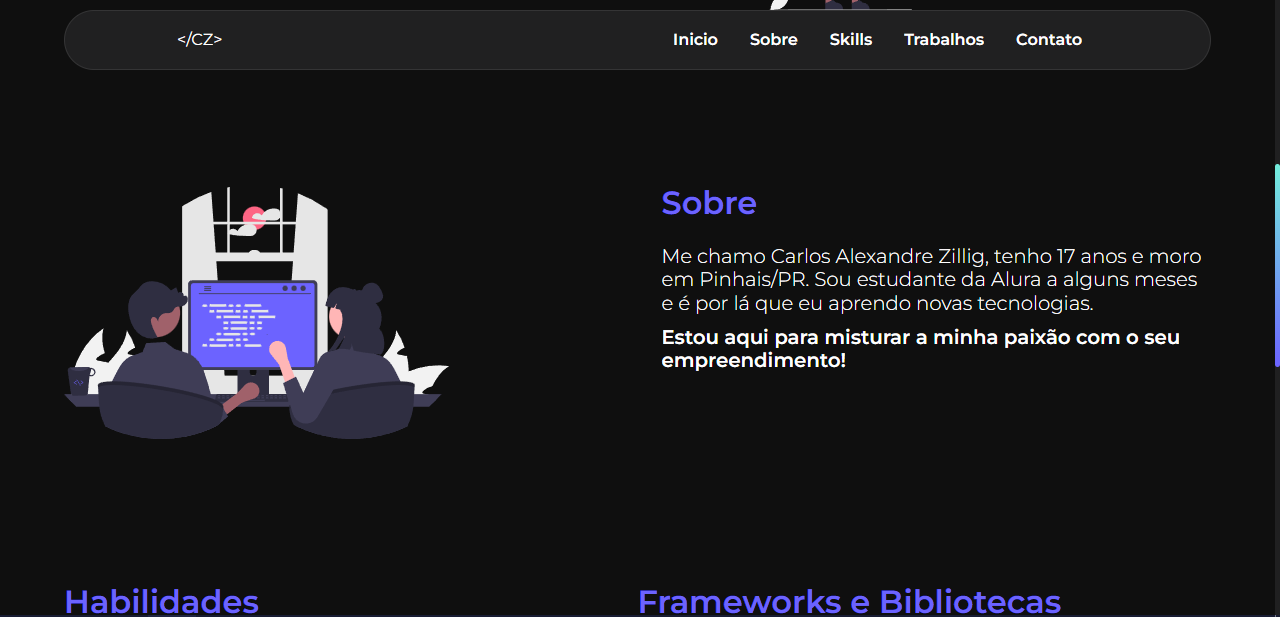 </CZ>
Inicio Sobre Skills Trabalhos Contato
Sobre
Me chamo Carlos Alexandre Zillig, tenho 17 anos e moro
em Pinhais/PR. Sou estudante da Alura a alguns meses
e é por lá que eu aprendo novas tecnologias.
Estou aqui para misturar a minha paixão com o seu
empreendimento!
Habilidades
Frameworks e Bibliotecas